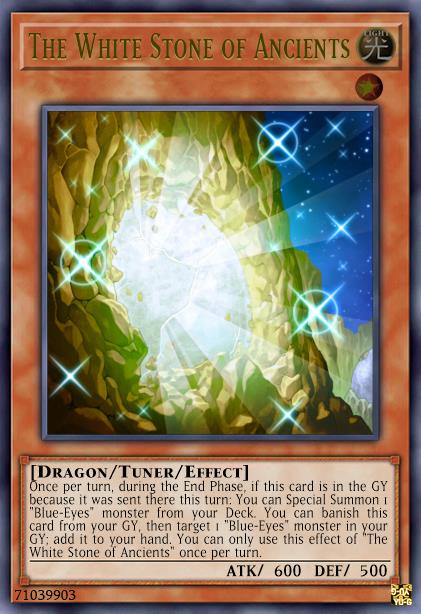 The White Stone of Ancients
LIGHT
光
[Dragon/Tuner/Effect]
Once per turn, during the End Phase, if this card is in the GY
because it was sent there this turn: You can Special Summon 1
"Blue-Eyes" monster from your Deck. You can banish this
card from your GY, then target 1 "Blue-Eyes" monster in your
GY; add it to your hand. You can only use this effect of "The
White Stone of Ancients" once per turn.
ATK/ 600 DEF/ 500
71039903